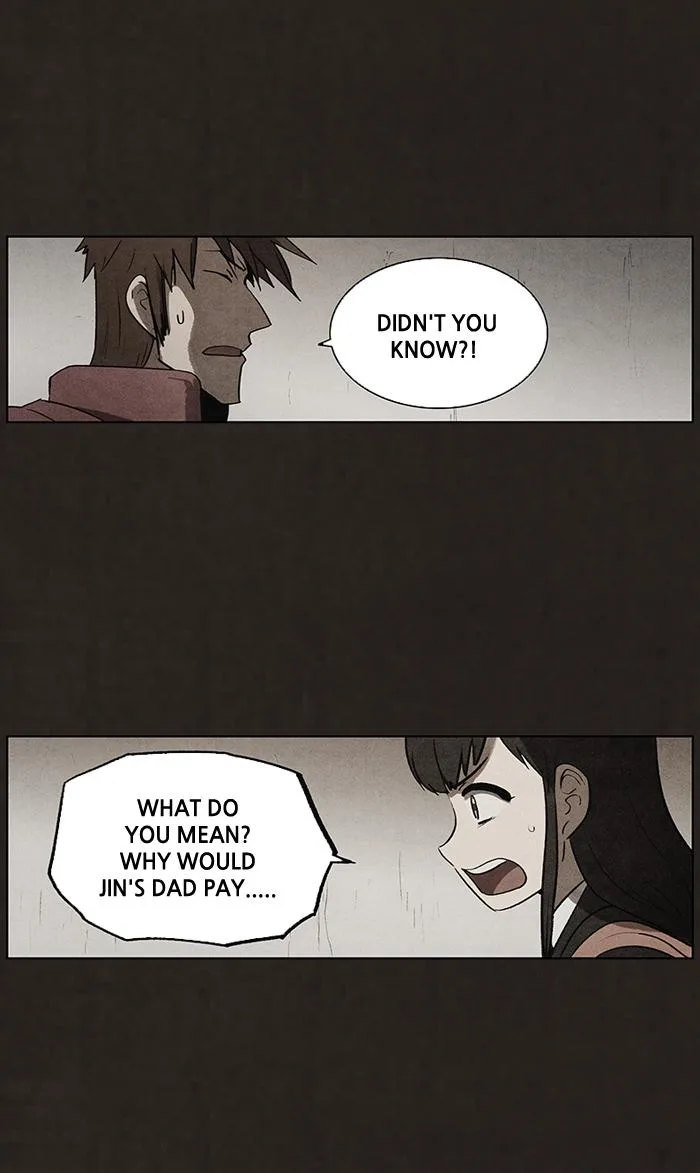 DIDN'T YOU
KNOW?!
WHAT DO
YOU MEAN?
WHY WOULD
JIN'S DAD PAY.....